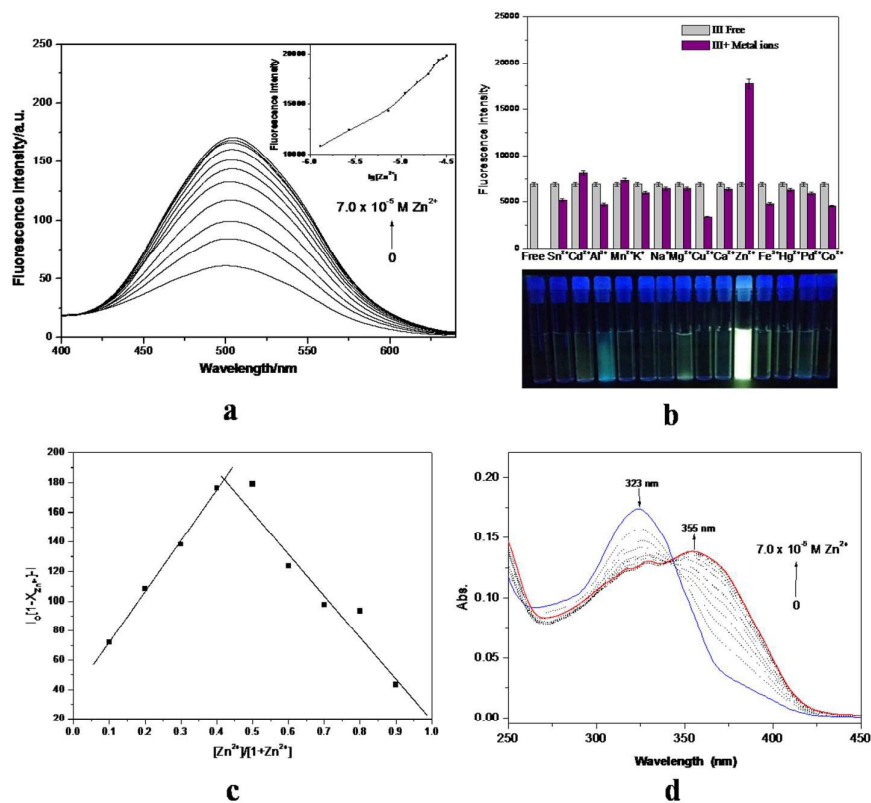 250
200
150
100
50
0
400
450
500
550
600
Fluorescence Intensity/a.u.
Wavelength/nm
20000
15000
10000
-6.0
-5.5
-5.0
-4.5
Fluorescence Intensity
lg[Zn²⁺]
7.0 x 10⁻⁵ M Zn²⁺
0
a
III Free
III+ Metal ions
25000
20000
15000
10000
5000
0
Fluorescence Intensity
Free Sn²⁺ Cd²⁺ Al³⁺ Mn²⁺ K⁺ Na⁺ Mg²⁺ Cu²⁺ Ca²⁺ Zn²⁺ Fe³⁺ Hg²⁺ Pd²⁺ Co²⁺
b
200
180
160
140
120
100
80
60
40
20
0.0 0.1 0.2 0.3 0.4 0.5 0.6 0.7 0.8 0.9 1.0
[Zn²⁺]/[1+Zn²⁺]
c
0.20
0.15
0.10
0.05
0.00
Abs.
323 nm
355 nm
7.0 x 10⁻⁵ M Zn²⁺
0
250 300 350 400 450
Wavelength (nm)
d